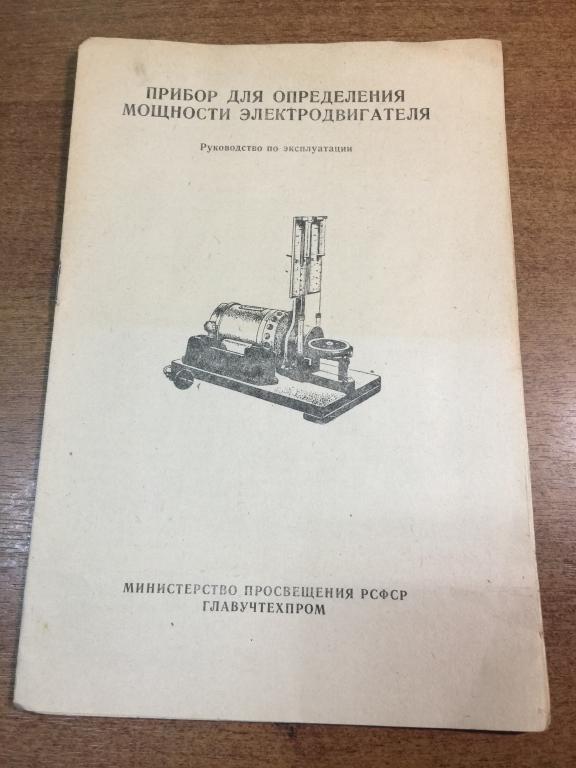 ПРИБОР ДЛЯ ОПРЕДЕЛЕНИЯ
МОЩНОСТИ ЭЛЕКТРОДВИГАТЕЛЯ
Руководство по эксплуатации
МИНИСТЕРСТВО ПРОСВЕЩЕНИЯ РСФСР
ГЛАВУЧТЕХПРОМ